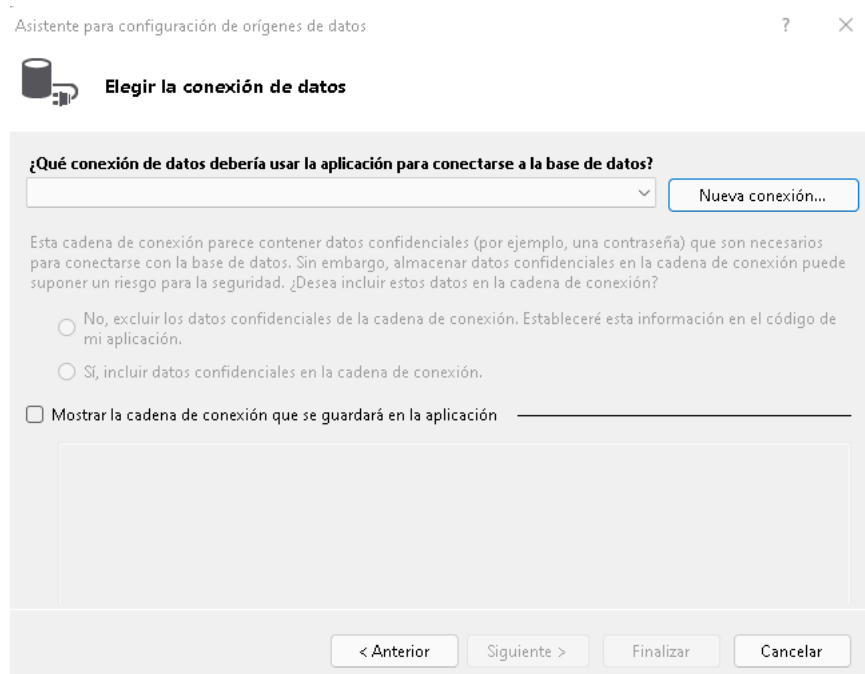 Asistente para configuración de orígenes de datos
?
Elegir la conexión de datos
¿Qué conexión de datos debería usar la aplicación para conectarse a la base de datos?
Nueva conexión...
Esta cadena de conexión parece contener datos confidenciales (por ejemplo, una contraseña) que son necesarios
para conectarse con la base de datos. Sin embargo, almacenar datos confidenciales en la cadena de conexión puede
suponer un riesgo para la seguridad. ¿Desea incluir estos datos en la cadena de conexión?
No, excluir los datos confidenciales de la cadena de conexión. Estableceré esta información en el código de
mi aplicación.
Sí, incluir datos confidenciales en la cadena de conexión.
Mostrar la cadena de conexión que se guardará en la aplicación
< Anterior
Siguiente >
Finalizar
Cancelar